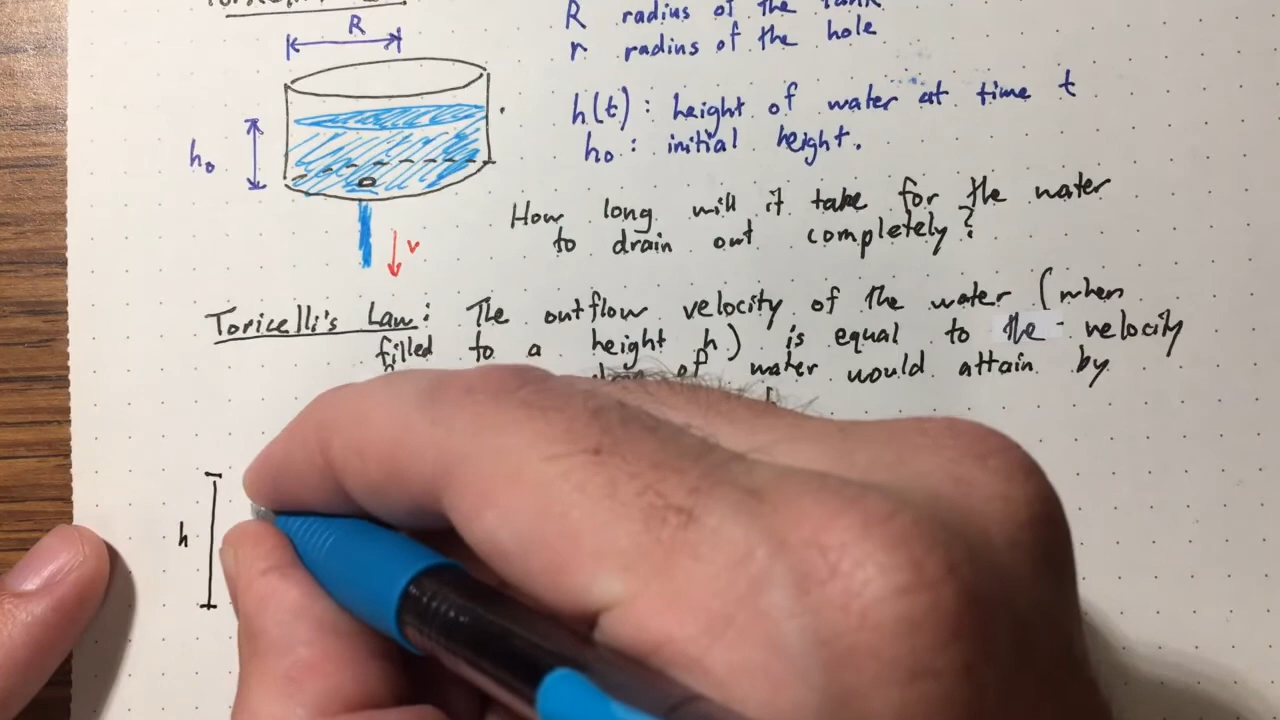 R
R radius of the tank
r radius of the hole
h(t) : height of water at time t
h₀ : initial height.
h₀
How long will it take for the water
to drain out completely?
v
Toricelli's Law: The outflow velocity of the water (when
filled to a height h) is equal to the velocity
drop of water would attain by
h